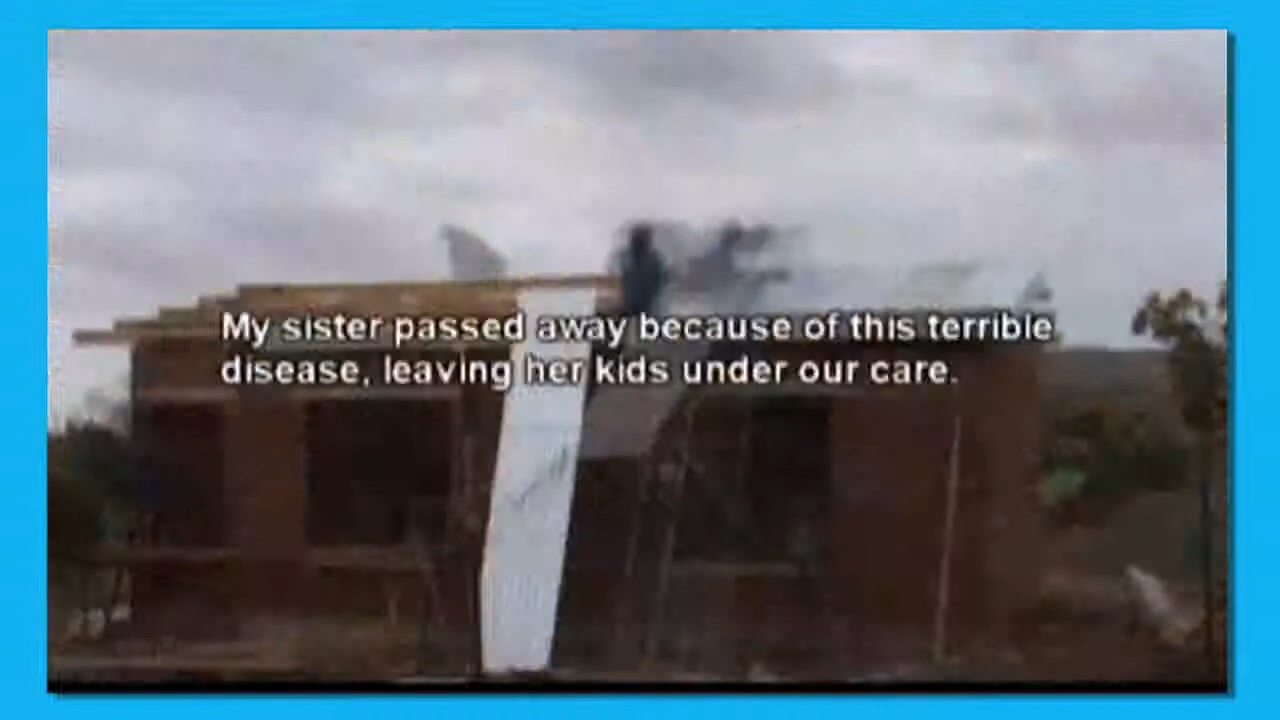 My sister passed away because of this terrible
disease, leaving her kids under our care.